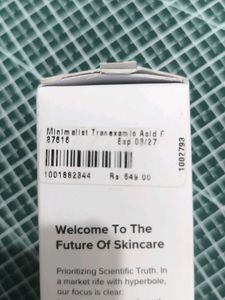 Minimalist Tranexamic Acid F
87616 Exp.09/27
1001882344 Rs 649.00
1002793
Welcome To The
Future Of Skincare
Prioritizing Scientific Truth. In
a market rife with hyperbole,
our focus is clear: